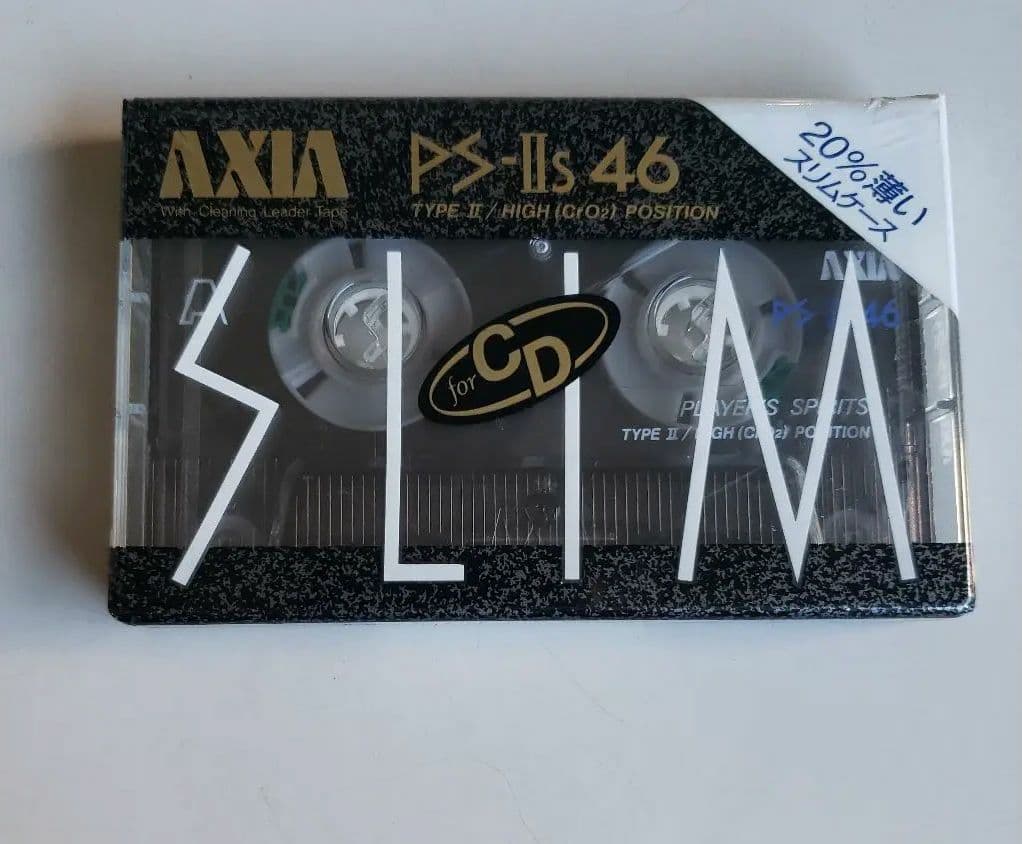 AXIA
With Cleaning Leader Tape
PS-IIs 46
TYPE II / HIGH (CrO₂) POSITION
20%薄い
スリムケース
SLIM
for CD
A
AXIA
PS 46
PLAYER'S SPIRITS
TYPE II / HIGH (CrO₂) POSITION